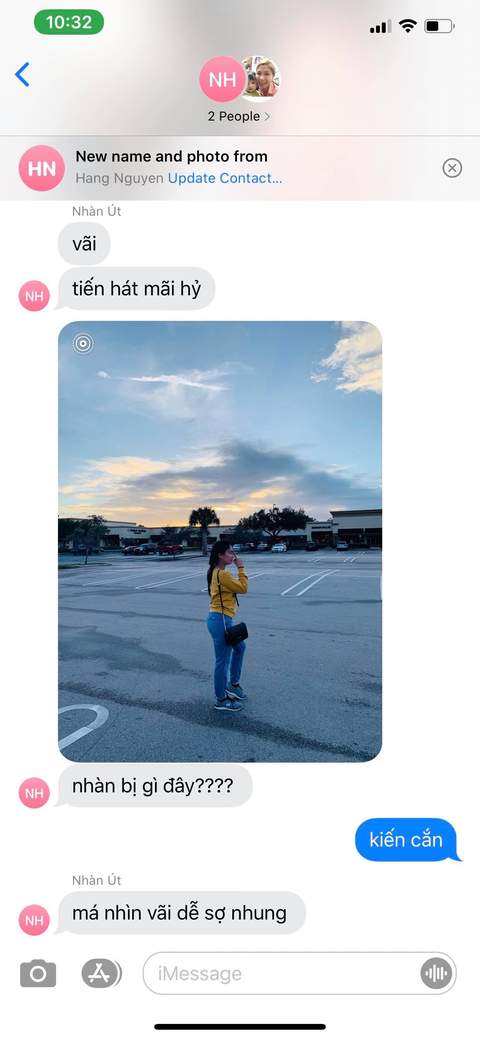 10:32
NH
2 People
HN
New name and photo from
Hang Nguyen Update Contact...
Nhàn Út
vãi
tiến hát mãi hỷ
NH
nhàn bị gì đây????
NH
kiến cắn
Nhàn Út
má nhìn vãi dễ sợ nhung
NH
iMessage